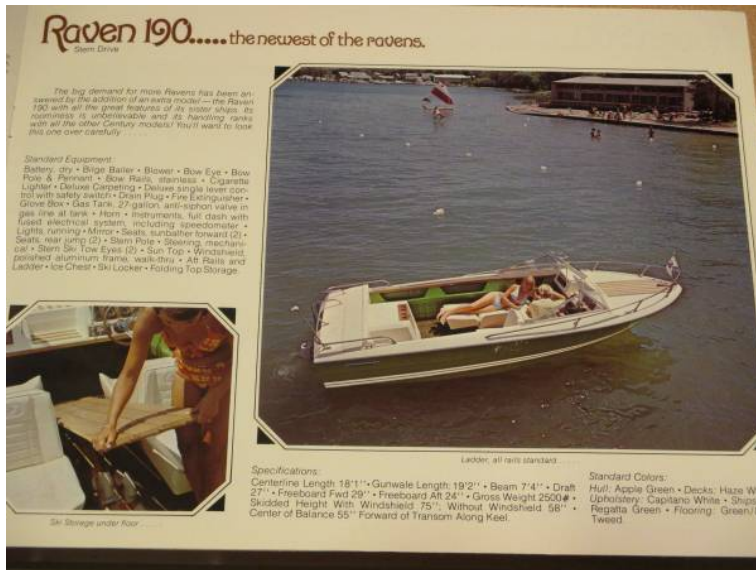 Raven 190.....the newest of the ravens.
Stern Drive
The big demand for more Ravens has been an-
swered by the addition of an extra model — the Raven
190 with all the great features of its sister ships. Its
roominess is unbelievable and its handling ranks
with all the other Century models! You'll want to look
this one over carefully . . . . .
Standard Equipment:
Battery, dry • Bilge Bailer • Blower • Bow Eye • Bow
Pole & Pennant • Bow Rails, stainless • Cigarette
Lighter • Deluxe Carpeting • Deluxe single lever con-
trol with safety switch • Drain Plug • Fire Extinguisher •
Glove Box • Gas Tank, 27-gallon, anti-siphon valve in
gas line at tank • Horn • Instruments, full dash with
fused electrical system, including speedometer •
Lights, running • Mirror • Seats, sunbather forward (2) •
Seats, rear jump (2) • Stern Pole • Steering, mechani-
cal • Stern Ski Tow Eyes (2) • Sun Top • Windshield,
polished aluminum frame, walk-thru • Aft Rails and
Ladder • Ice Chest • Ski Locker • Folding Top Storage.
Ski Storage under floor . . . . .
Ladder, all rails standard . . . . .
Specifications:
Centerline Length 18'1'' • Gunwale Length: 19'2'' • Beam 7'4'' • Draft
27'' • Freeboard Fwd 29'' • Freeboard Aft 24'' • Gross Weight 2500# •
Skidded Height With Windshield 75''; Without Windshield 58'' •
Center of Balance 55'' Forward of Transom Along Keel.
Standard Colors:
Hull: Apple Green • Decks: Haze W
Upholstery: Capitano White • Ships
Regatta Green • Flooring: Green/
Tweed.